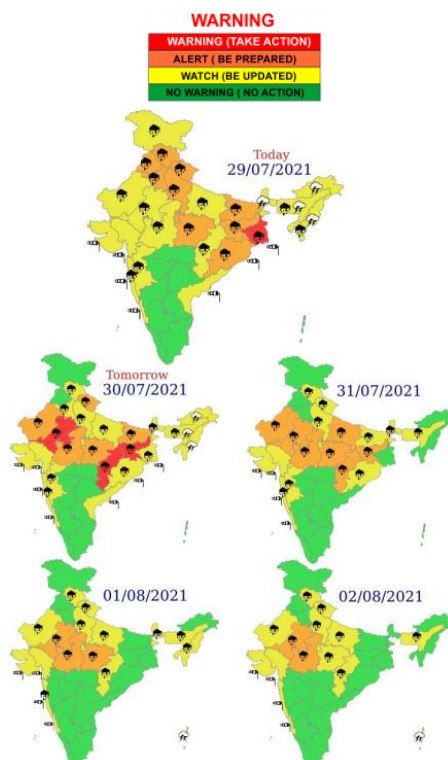 WARNING
WARNING (TAKE ACTION)
ALERT ( BE PREPARED)
WATCH (BE UPDATED)
NO WARNING ( NO ACTION)
Today
29/07/2021
Tomorrow
30/07/2021
31/07/2021
01/08/2021
02/08/2021